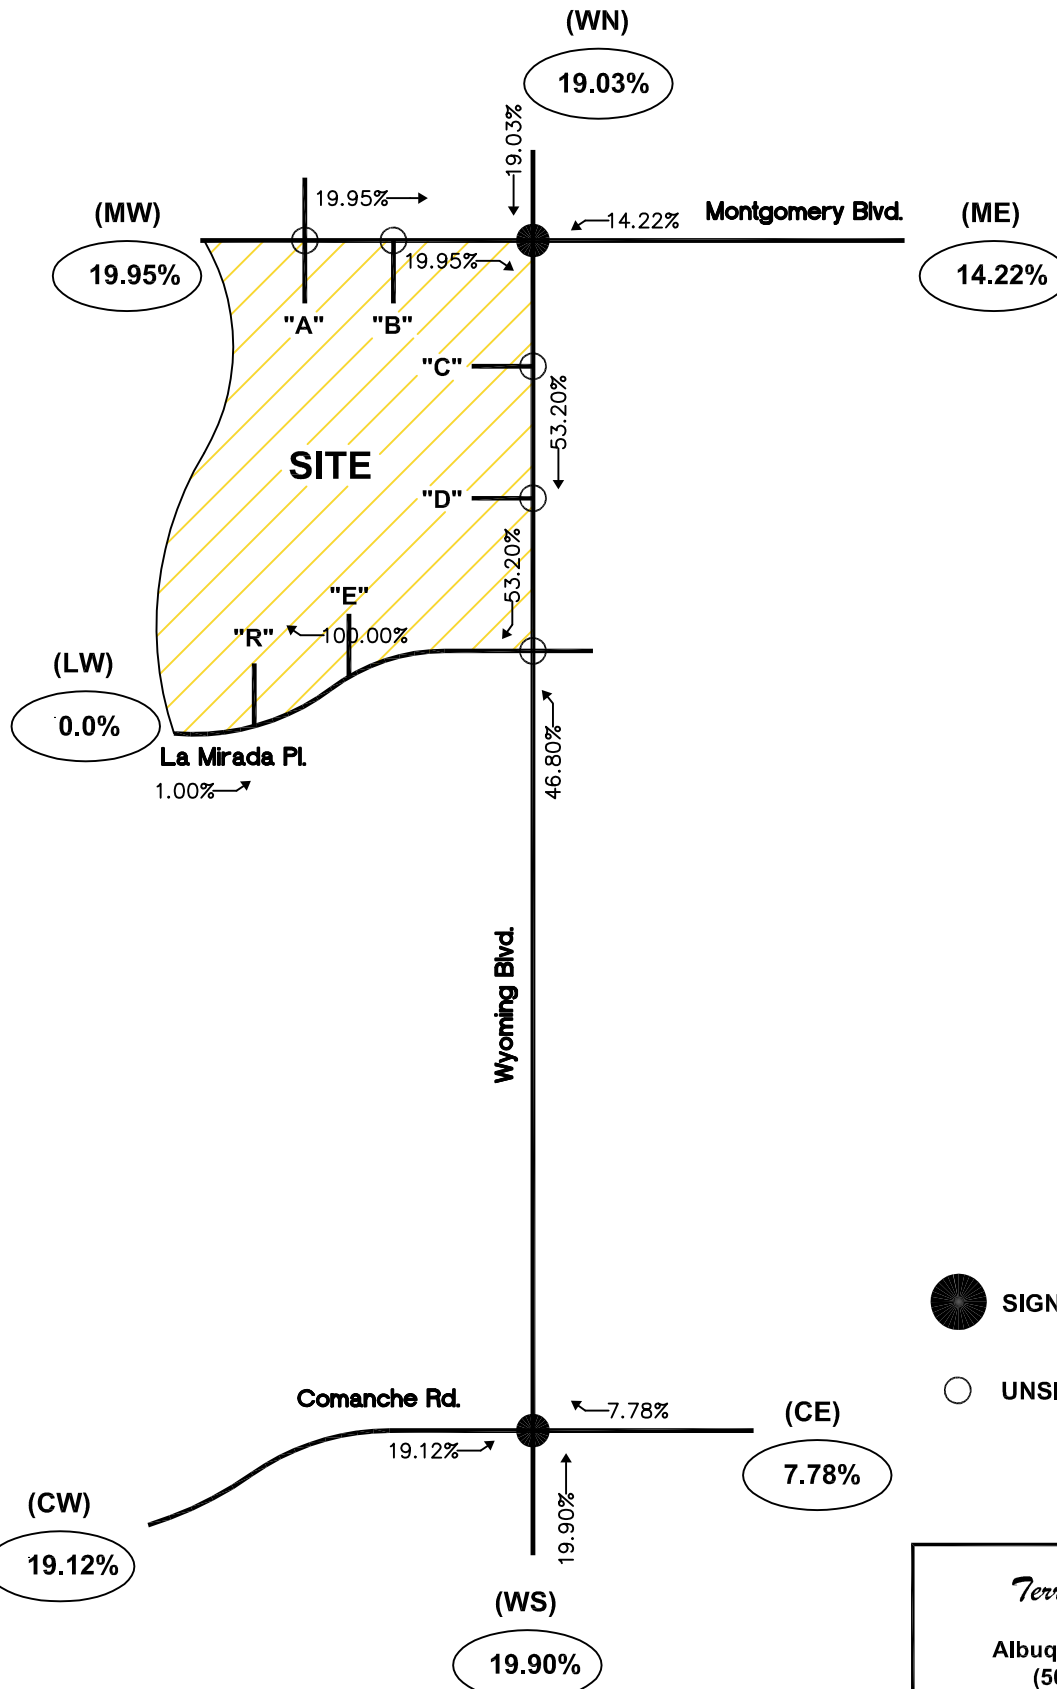 (WN)
19.03%
19.03%
19.95%
(MW)
14.22%
Montgomery Blvd.
(ME)
19.95%
19.95%
14.22%
"A"
"B"
"C"
53.20%
SITE
"D"
53.20%
"E"
"R"
100.00%
(LW)
0.0%
La Mirada Pl.
1.00%
46.80%
Wyoming Blvd.
SIGN
UNSI
Comanche Rd.
7.78%
(CE)
19.12%
7.78%
(CW)
19.90%
19.12%
Terr
(WS)
Albuq
(50
19.90%